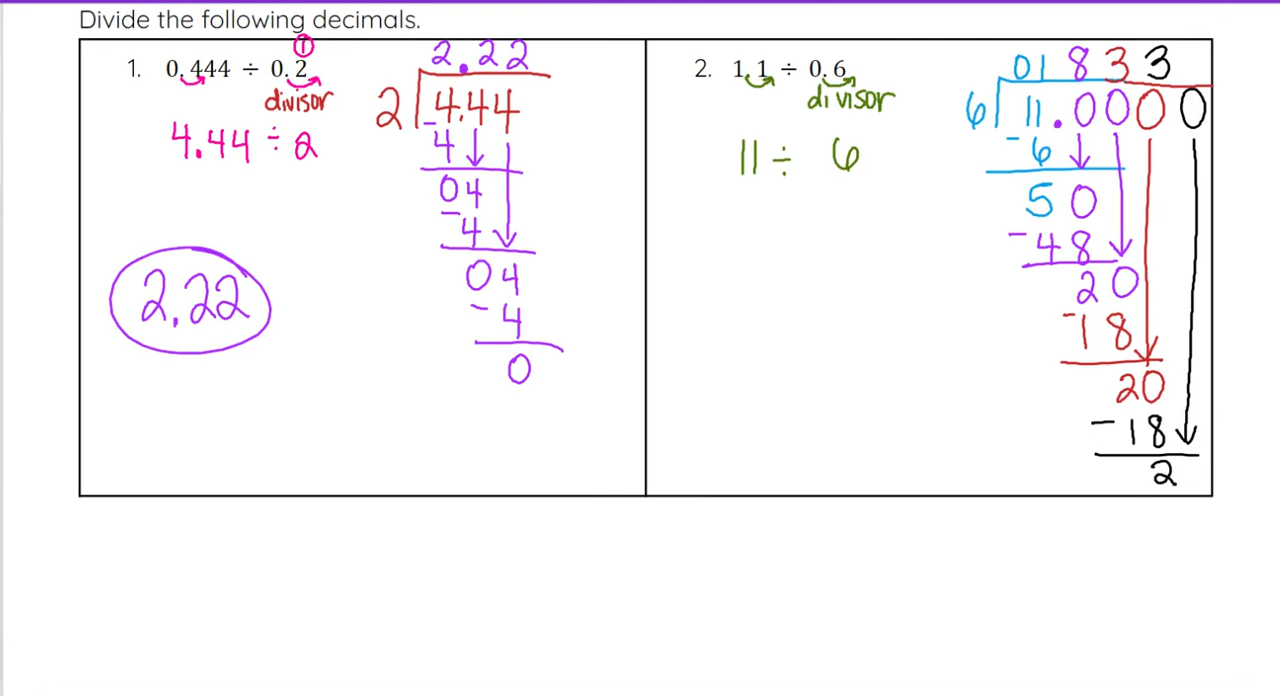 Divide the following decimals.
1. 0.444 ÷ 0.2
①
divisor
4.44 ÷ 2
2.22
2 4.44
-4
04
-4
04
-4
0
2.22
2. 1.1 ÷ 0.6
divisor
11 ÷ 6
01833
6 11.0000
-6
50
-48
20
-18
20
-18
2